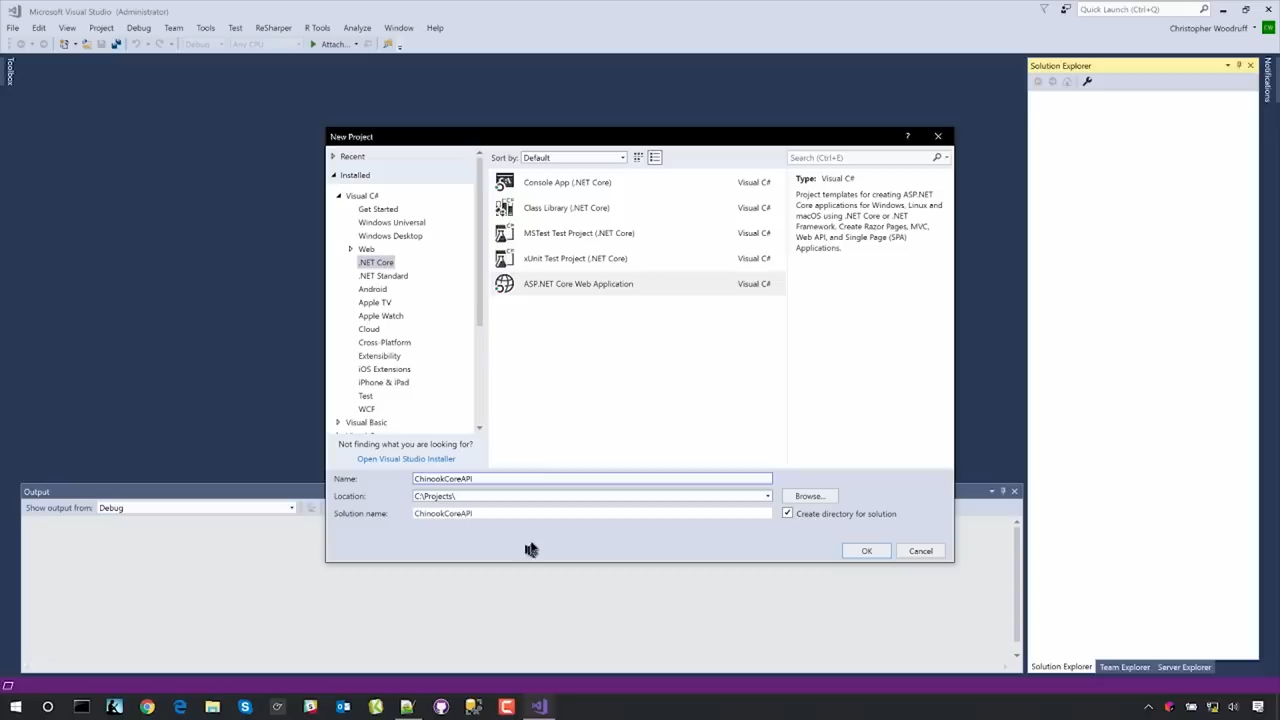 Microsoft Visual Studio (Administrator)
Quick Launch (Ctrl+Q)
File Edit View Project Debug Team Tools Test ReSharper R Tools Analyze Window Help
Christopher Woodruff
CW
Debug Any CPU Attach...
Toolbox
Solution Explorer
Notifications
New Project
?
Recent
Sort by: Default
Search (Ctrl+E)
Installed
Visual C#
Get Started
Windows Universal
Windows Desktop
Web
.NET Core
.NET Standard
Android
Apple TV
Apple Watch
Cloud
Cross-Platform
Extensibility
iOS Extensions
iPhone & iPad
Test
WCF
Visual Basic
Console App (.NET Core) Visual C#
Class Library (.NET Core) Visual C#
MSTest Test Project (.NET Core) Visual C#
xUnit Test Project (.NET Core) Visual C#
ASP.NET Core Web Application Visual C#
Type: Visual C#
Project templates for creating ASP.NET
Core applications for Windows, Linux and
macOS using .NET Core or .NET
Framework. Create Razor Pages, MVC,
Web API, and Single Page (SPA)
Applications.
Not finding what you are looking for?
Open Visual Studio Installer
Name: ChinookCoreAPI
Location: C:\Projects\
Browse...
Solution name: ChinookCoreAPI
Create directory for solution
OK Cancel
Output
Show output from: Debug
Solution Explorer Team Explorer Server Explorer